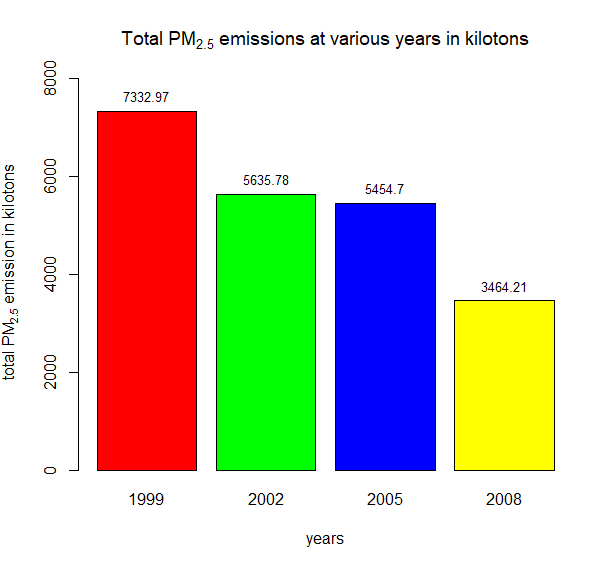 Total PM2.5 emissions at various years in kilotons
total PM2.5 emission in kilotons
8000
6000
4000
2000
0
7332.97
5635.78
5454.7
3464.21
1999 2002 2005 2008
years